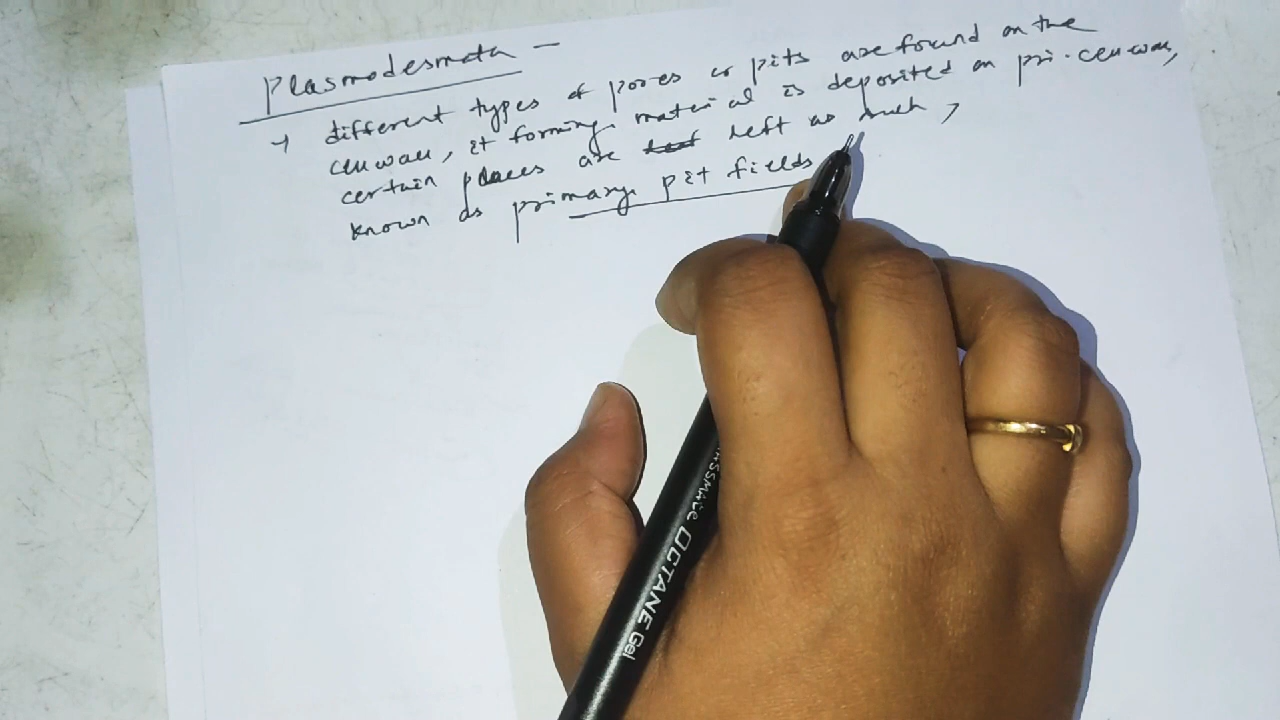 Plasmodesmata —
→ different types of pores or pits are found on the
cell wall, it forming material is deposited on pri. cell wall,
certain places are left as such,
known as primary pit fields
CLASSMATE OCTANE Gel